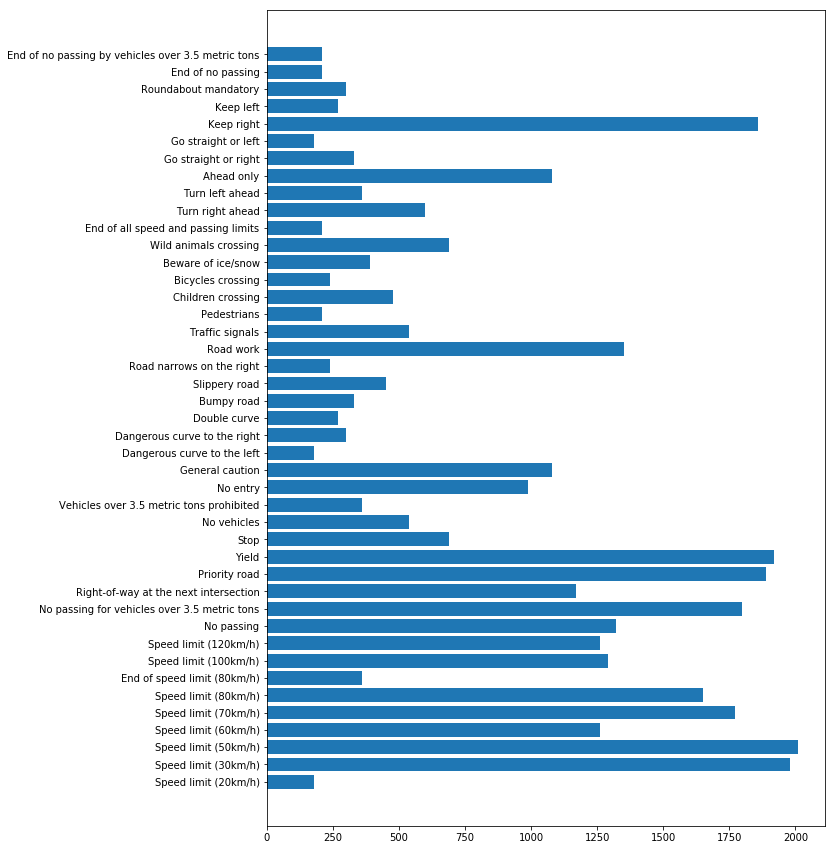 End of no passing by vehicles over 3.5 metric tons
End of no passing
Roundabout mandatory
Keep left
Keep right
Go straight or left
Go straight or right
Ahead only
Turn left ahead
Turn right ahead
End of all speed and passing limits
Wild animals crossing
Beware of ice/snow
Bicycles crossing
Children crossing
Pedestrians
Traffic signals
Road work
Road narrows on the right
Slippery road
Bumpy road
Double curve
Dangerous curve to the right
Dangerous curve to the left
General caution
No entry
Vehicles over 3.5 metric tons prohibited
No vehicles
Stop
Yield
Priority road
Right-of-way at the next intersection
No passing for vehicles over 3.5 metric tons
No passing
Speed limit (120km/h)
Speed limit (100km/h)
End of speed limit (80km/h)
Speed limit (80km/h)
Speed limit (70km/h)
Speed limit (60km/h)
Speed limit (50km/h)
Speed limit (30km/h)
Speed limit (20km/h)
0 250 500 750 1000 1250 1500 1750 2000